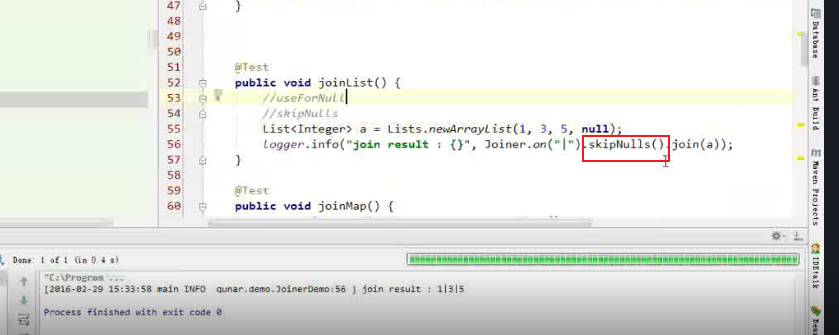 47 }
48
49
50
51 @Test
52 public void joinList() {
53 //useForNull
54 //skipNulls
55 List<Integer> a = Lists.newArrayList(1, 3, 5, null);
56 logger.info("join result : {}", Joiner.on("|").skipNulls().join(a));
57 }
58
59 @Test
60 public void joinMap() {
Database
Ant Build
m Maven Projects
IDEtalk
Bean
Done: 1 of 1 (in 0.4 s)
"C:\Program ...
[2016-02-29 15:33:58 main INFO qunar.demo.JoinerDemo:56 ] join result : 1|3|5
Process finished with exit code 0